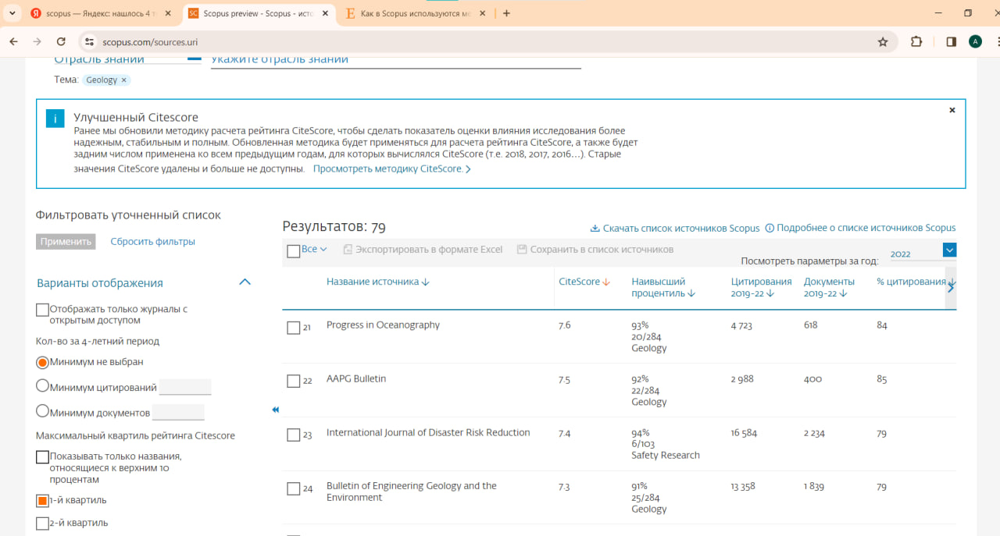 scopus — Яндекс: нашлось 4 т
Scopus preview - Scopus - исто
Как в Scopus используются ме
scopus.com/sources.uri
A
Отрасль знаний
Укажите отрасль знаний
Тема: Geology ×
Улучшенный Citescore
Ранее мы обновили методику расчета рейтинга CiteScore, чтобы сделать показатель оценки влияния исследования более
надежным, стабильным и полным. Обновленная методика будет применяться для расчета рейтинга CiteScore, а также будет
задним числом применена ко всем предыдущим годам, для которых вычислялся CiteScore (т.е. 2018, 2017, 2016...). Старые
значения CiteScore удалены и больше не доступны. Просмотреть методику CiteScore.
Фильтровать уточненный список
Применить
Сбросить фильтры
Варианты отображения
Отображать только журналы с
открытым доступом
Кол-во за 4-летний период
Минимум не выбран
Минимум цитирований
Минимум документов
Максимальный квартиль рейтинга Citescore
Показывать только названия,
относящиеся к верхним 10
процентам
1-й квартиль
2-й квартиль
Результатов: 79
Скачать список источников Scopus
Подробнее о списке источников Scopus
Все
Экспортировать в формате Excel
Сохранить в список источников
Посмотреть параметры за год: 2022
Название источника
CiteScore
Наивысший
процентиль
Цитирования
2019-22
Документы
2019-22
% цитирования
21 Progress in Oceanography 7.6 93% 4 723 618 84
20/284
Geology
22 AAPG Bulletin 7.5 92% 2 988 400 85
22/284
Geology
23 International Journal of Disaster Risk Reduction 7.4 94% 16 584 2 234 79
6/103
Safety Research
24 Bulletin of Engineering Geology and the 7.3 91% 13 358 1 839 79
Environment 25/284
Geology